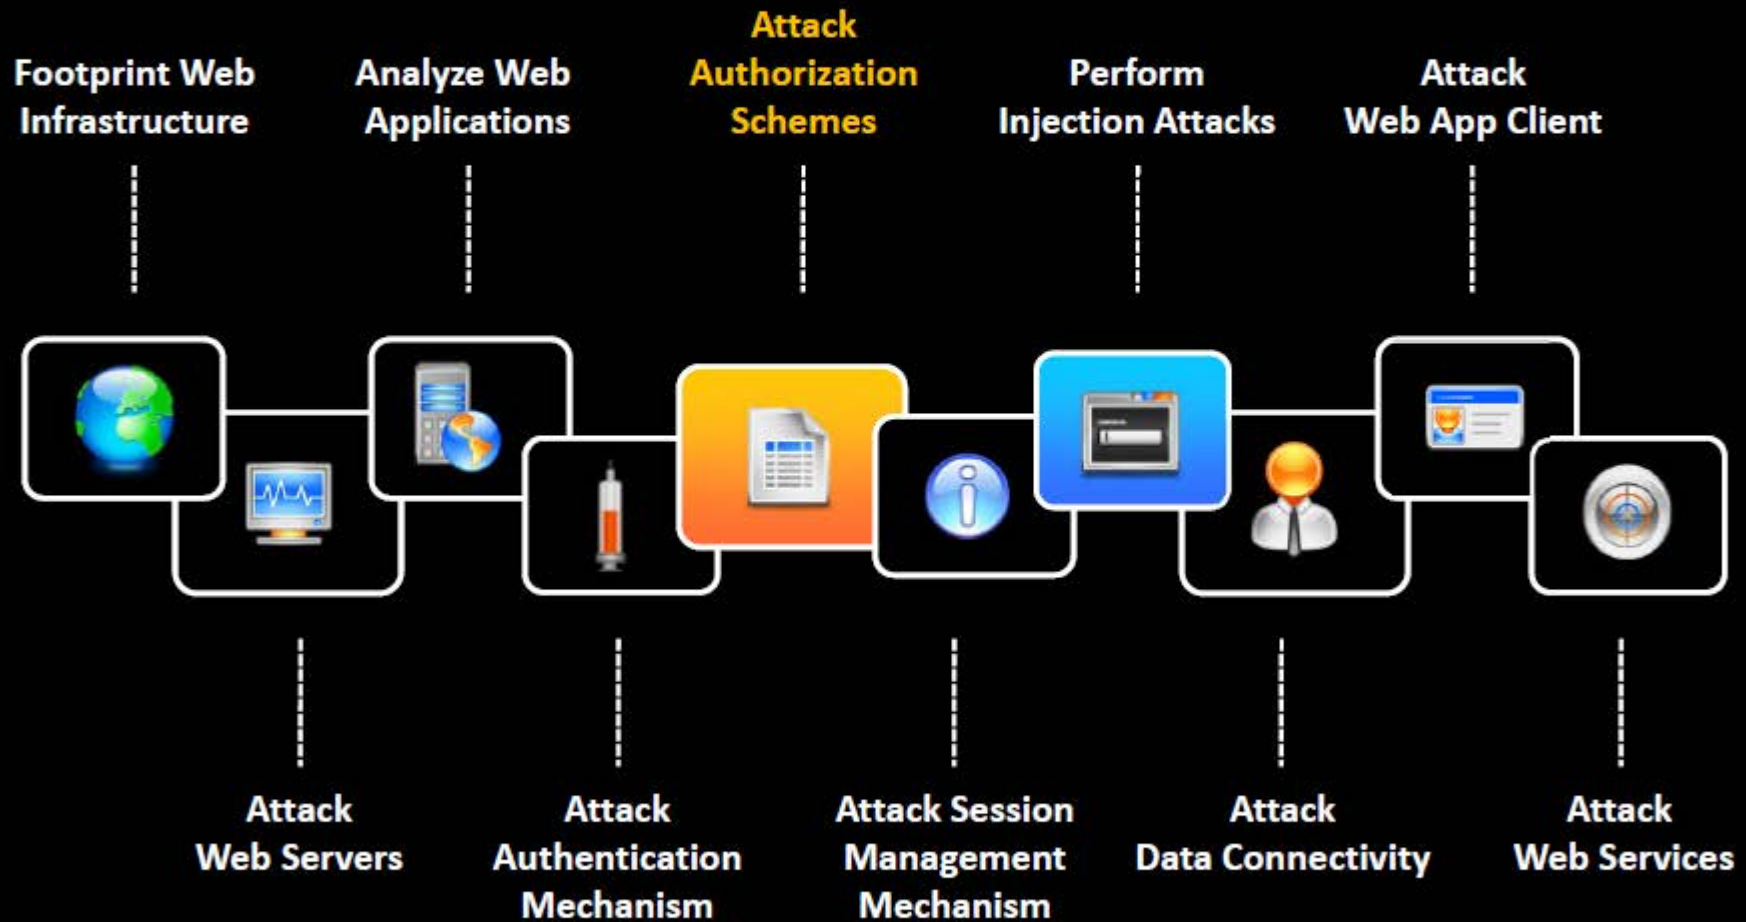 Footprint Web
Infrastructure
Analyze Web
Applications
Attack
Authorization
Schemes
Perform
Injection Attacks
Attack
Web App Client
Attack
Web Servers
Attack
Authentication
Mechanism
Attack Session
Management
Mechanism
Attack
Data Connectivity
Attack
Web Services